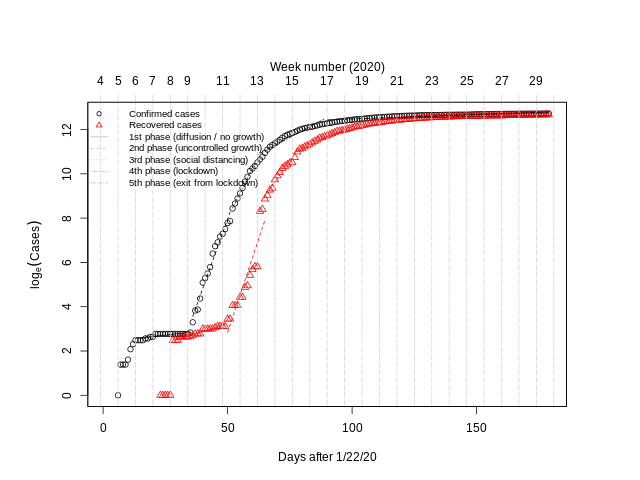 Week number (2020)
4 5 6 7 8 9 11 13 15 17 19 21 23 25 27 29
Confirmed cases
Recovered cases
1st phase (diffusion / no growth)
2nd phase (uncontrolled growth)
3rd phase (social distancing)
4th phase (lockdown)
5th phase (exit from lockdown)
12
10
8
6
4
2
0
logₑ(Cases)
0 50 100 150
Days after 1/22/20